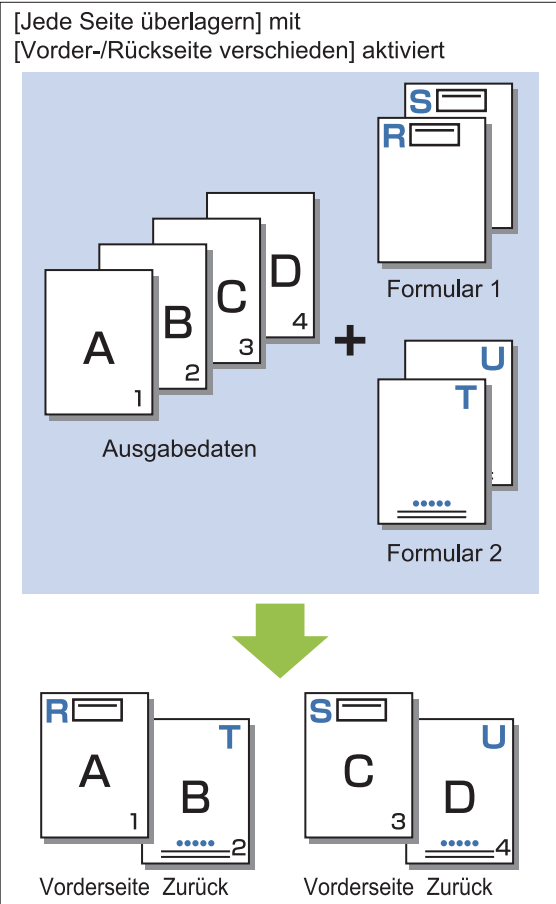 [Jede Seite überlagern] mit
[Vorder-/Rückseite verschieden] aktiviert
S
R
Formular 1
A
1
B
2
C
3
D
4
+
Ausgabedaten
U
T
Formular 2
R
A
1
T
B
2
S
C
3
U
D
4
Vorderseite Zurück
Vorderseite Zurück